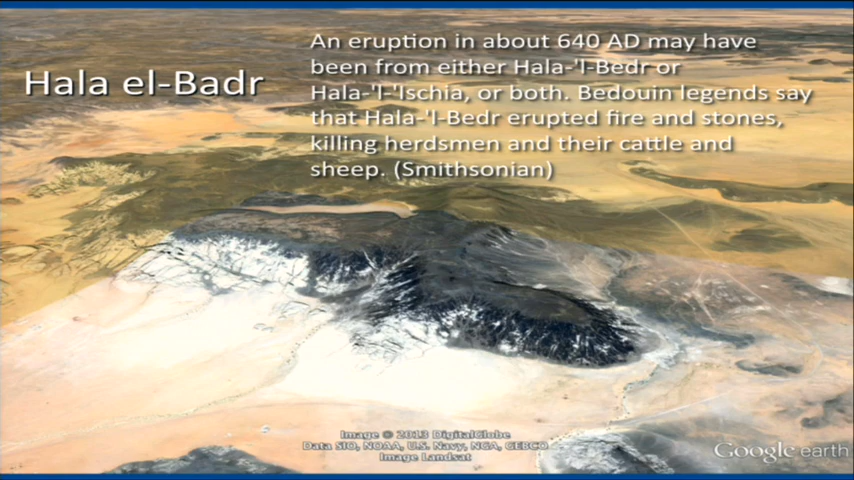 Hala el-Badr
An eruption in about 640 AD may have
been from either Hala-'l-Bedr or
Hala-'l-'Ischia, or both. Bedouin legends say
that Hala-'l-Bedr erupted fire and stones,
killing herdsmen and their cattle and
sheep. (Smithsonian)
Image © 2013 DigitalGlobe
Data SIO, NOAA, U.S. Navy, NGA, GEBCO
Image Landsat
Google earth